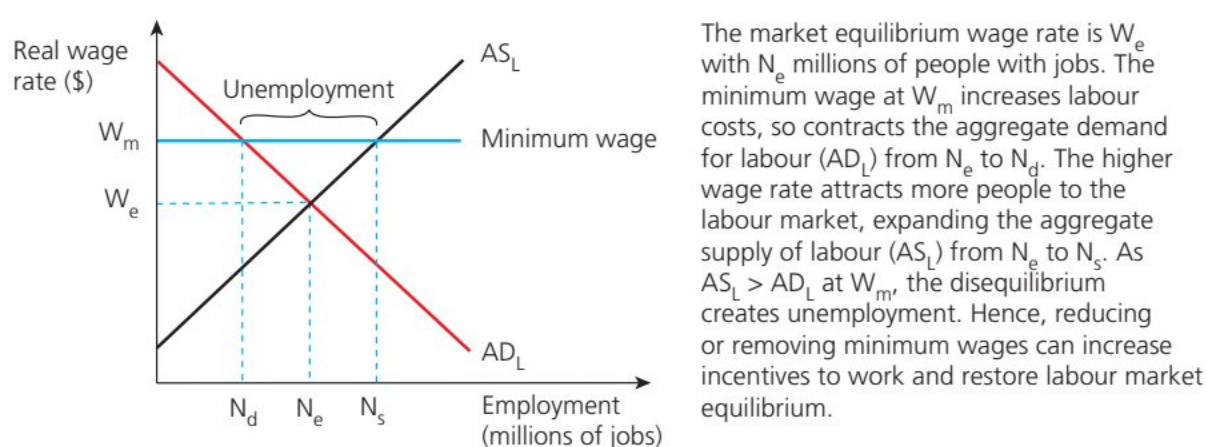 Real wage
rate ($)
W_m
W_e
Unemployment
AS_L
Minimum wage
AD_L
N_d N_e N_s
Employment
(millions of jobs)
The market equilibrium wage rate is W_e
with N_e millions of people with jobs. The
minimum wage at W_m increases labour
costs, so contracts the aggregate demand
for labour (AD_L) from N_e to N_d. The higher
wage rate attracts more people to the
labour market, expanding the aggregate
supply of labour (AS_L) from N_e to N_s. As
AS_L > AD_L at W_m, the disequilibrium
creates unemployment. Hence, reducing
or removing minimum wages can increase
incentives to work and restore labour market
equilibrium.